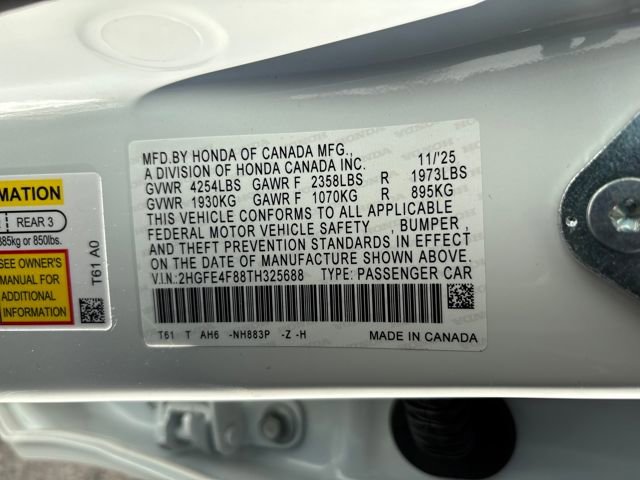 MFD.BY HONDA OF CANADA MFG.,
A DIVISION OF HONDA CANADA INC. 11/'25
GVWR 4254LBS GAWR F 2358LBS R 1973LBS
GVWR 1930KG GAWR F 1070KG R 895KG
THIS VEHICLE CONFORMS TO ALL APPLICABLE
FEDERAL MOTOR VEHICLE SAFETY , BUMPER ,
AND THEFT PREVENTION STANDARDS IN EFFECT
ON THE DATE OF MANUFACTURE SHOWN ABOVE.
V.I.N.:2HGFE4F88TH325688 TYPE: PASSENGER CAR
T61 T AH6 -NH883P -Z -H MADE IN CANADA
MATION
REAR 3
385kg or 850lbs.
SEE OWNER'S
MANUAL FOR
ADDITIONAL
INFORMATION
T61 A0